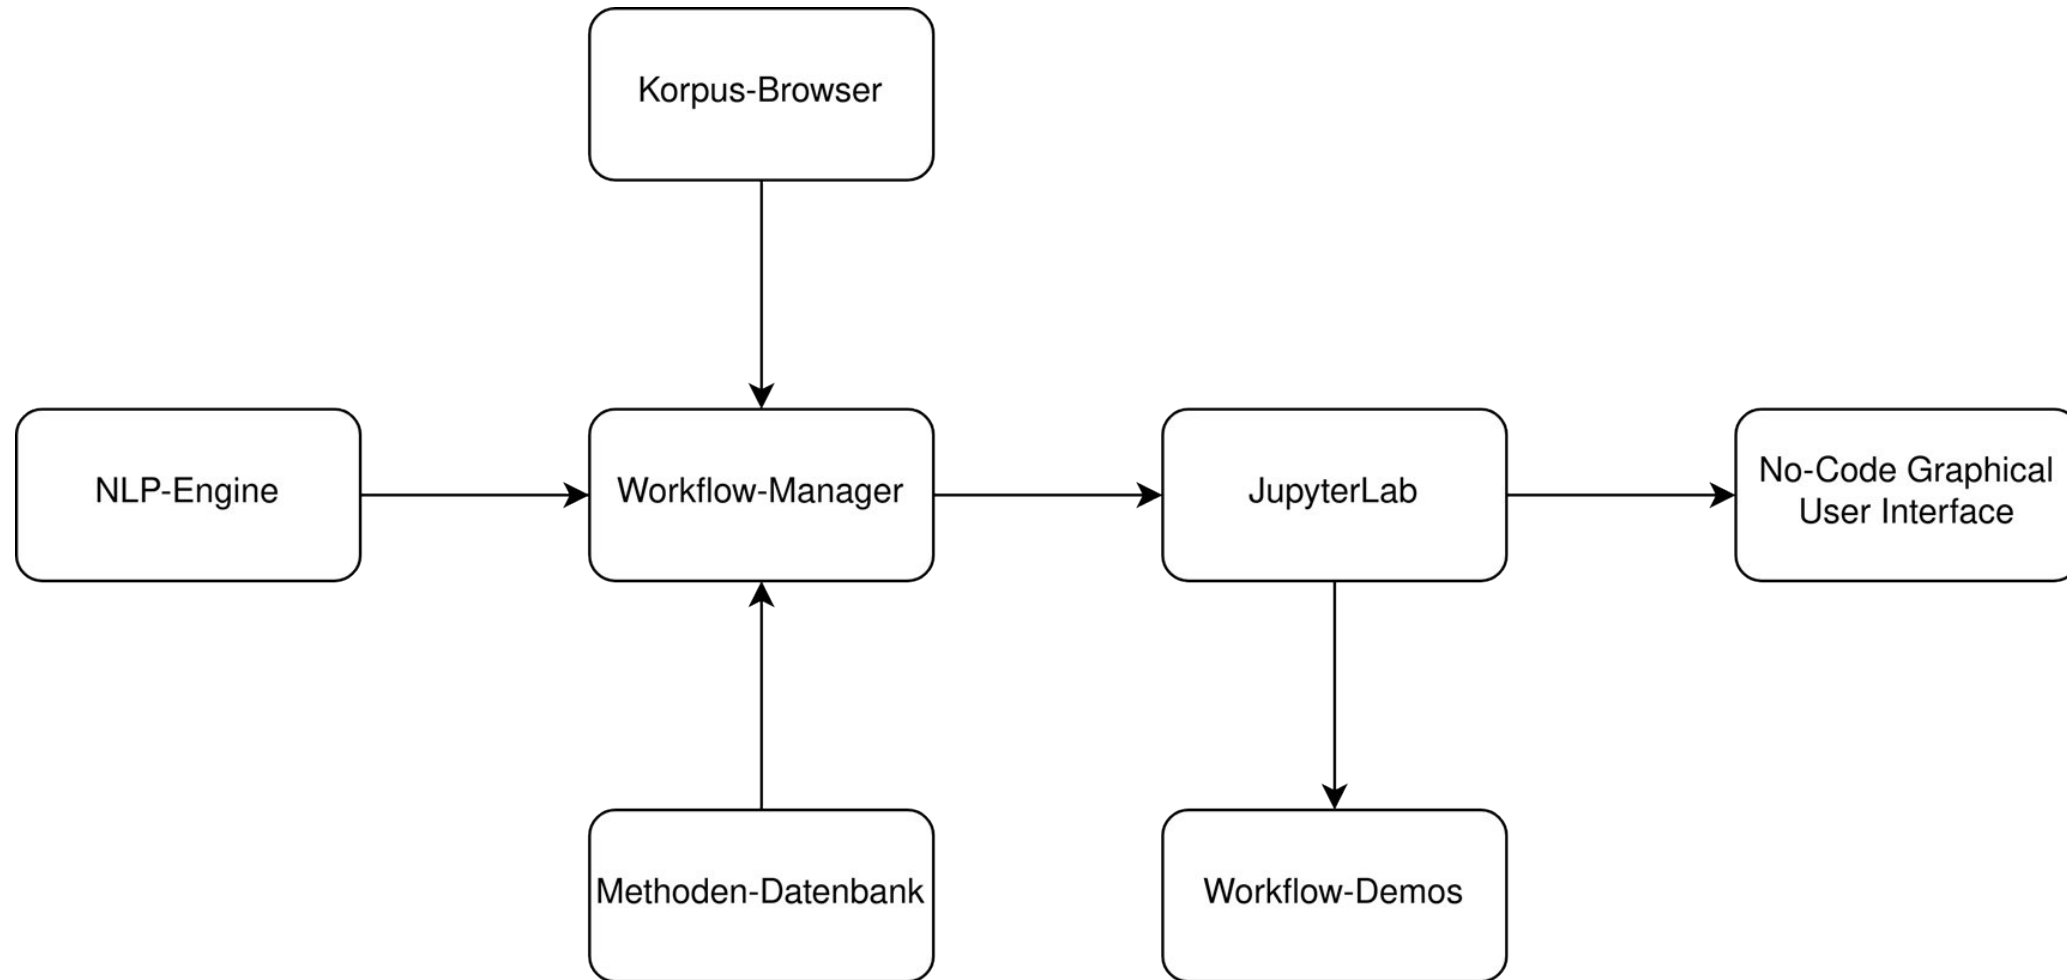 Korpus-Browser
NLP-Engine
Workflow-Manager
JupyterLab
No-Code Graphical
User Interface
Methoden-Datenbank
Workflow-Demos